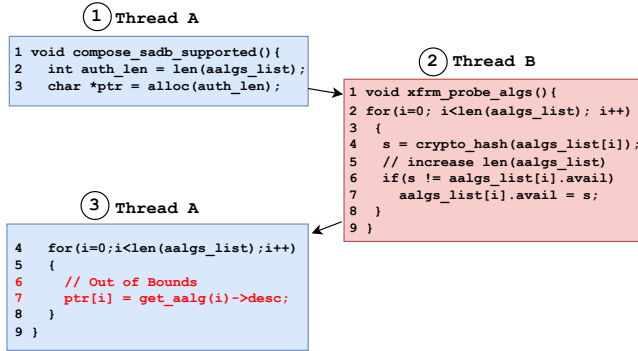 1 Thread A
1 void compose_sadb_supported(){
2 int auth_len = len(aalgs_list);
3 char *ptr = alloc(auth_len);
2 Thread B
1 void xfrm_probe_algs(){
2 for(i=0; i<len(aalgs_list); i++)
3 {
4 s = crypto_hash(aalgs_list[i]);
5 // increase len(aalgs_list)
6 if(s != aalgs_list[i].avail)
7 aalgs_list[i].avail = s;
8 }
9 }
3 Thread A
4 for(i=0;i<len(aalgs_list);i++)
5 {
6 // Out of Bounds
7 ptr[i] = get_aalg(i)->desc;
8 }
9 }